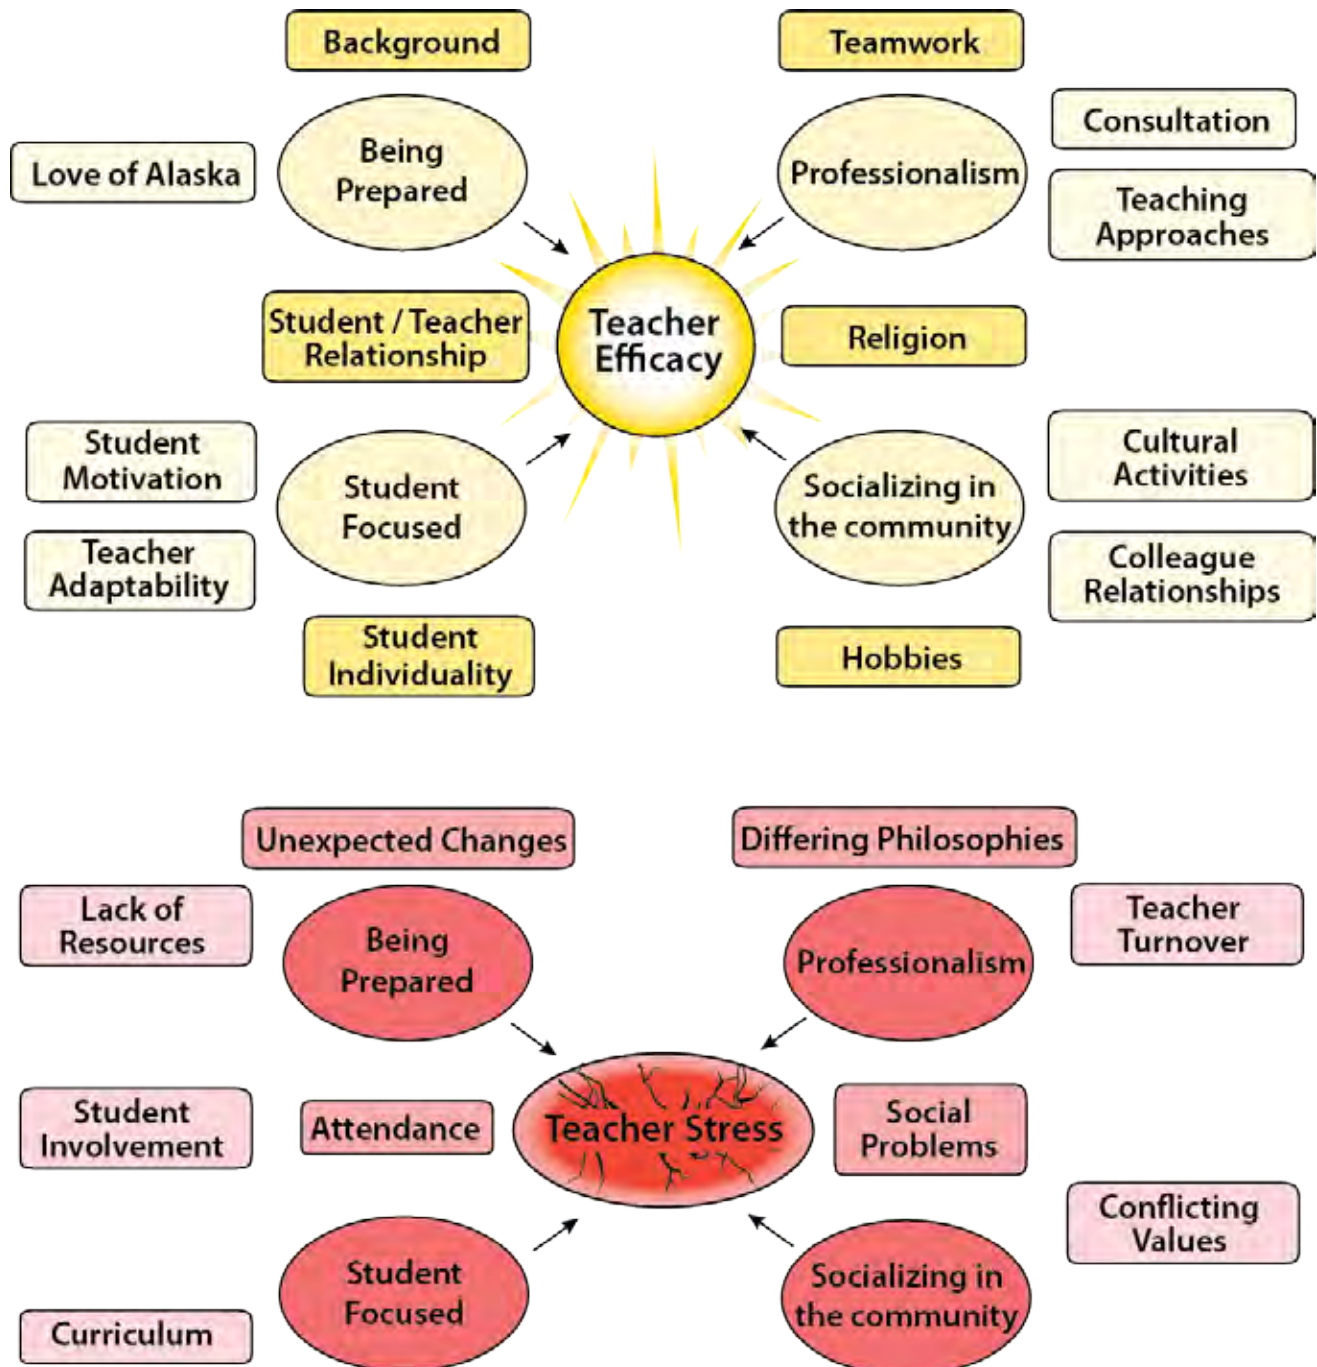 Background
Teamwork
Love of Alaska
Being
Prepared
Professionalism
Consultation
Teaching
Approaches
Student / Teacher
Relationship
Teacher
Efficacy
Religion
Student
Motivation
Teacher
Adaptability
Student
Focused
Socializing in
the community
Cultural
Activities
Colleague
Relationships
Student
Individuality
Hobbies
Unexpected Changes
Differing Philosophies
Lack of
Resources
Being
Prepared
Professionalism
Teacher
Turnover
Student
Involvement
Attendance
Teacher Stress
Social
Problems
Conflicting
Values
Student
Focused
Socializing in
the community
Curriculum